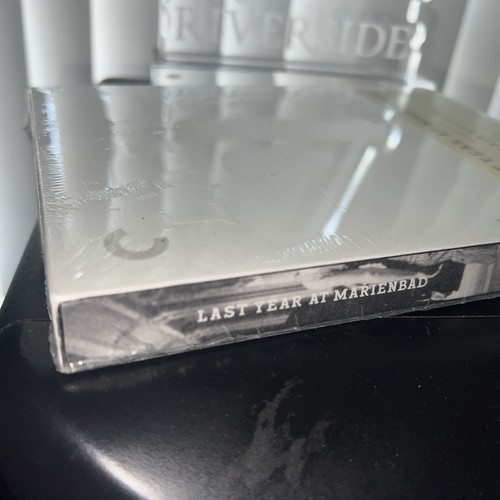 RIVERSIDE
C
LAST YEAR AT MARIENBAD